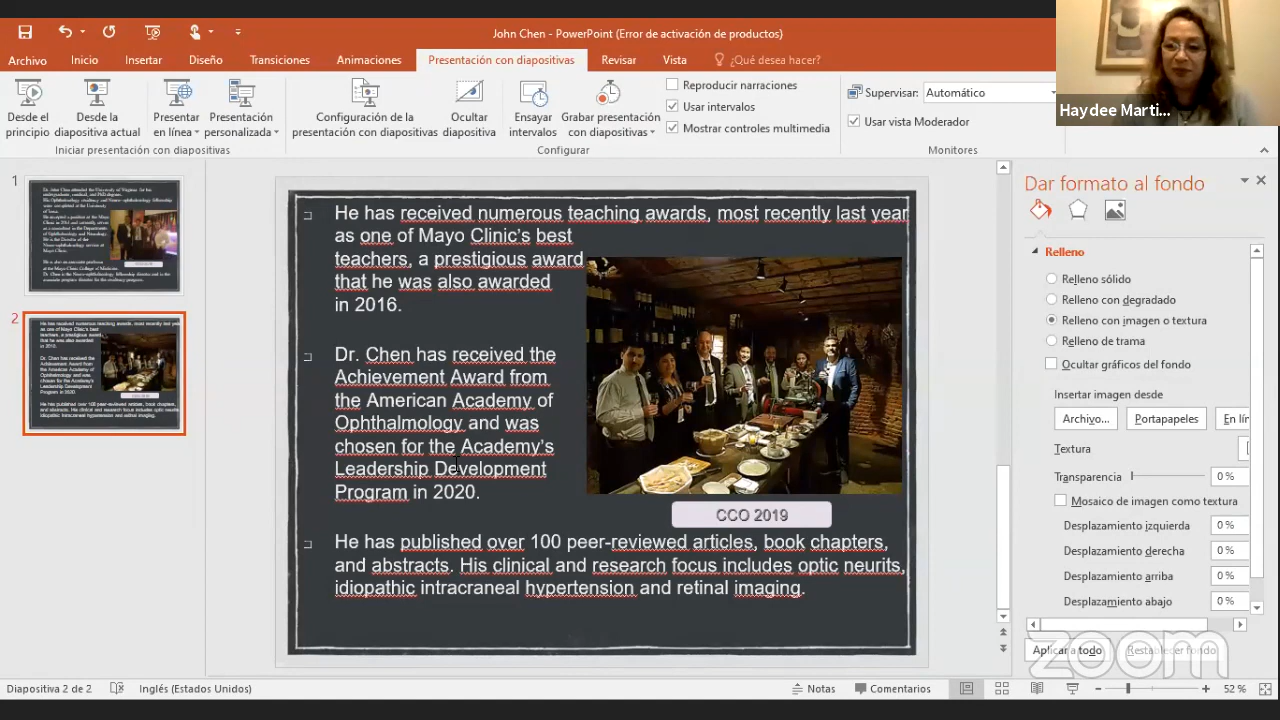 John Chen - PowerPoint (Error de activación de productos)
Archivo Inicio Insertar Diseño Transiciones Animaciones Presentación con diapositivas Revisar Vista ¿Qué desea hacer?
Desde el principio
Desde la diapositiva actual
Presentar en línea
Presentación personalizada
Iniciar presentación con diapositivas
Configuración de la presentación con diapositivas
Ocultar diapositiva
Ensayar intervalos
Grabar presentación con diapositivas
Reproducir narraciones
Usar intervalos
Mostrar controles multimedia
Configurar
Supervisar: Automático
Usar vista Moderador
Monitores
Haydee Marti...
1
2
He has received numerous teaching awards, most recently last year
as one of Mayo Clinic's best
teachers, a prestigious award
that he was also awarded
in 2016.
Dr. Chen has received the
Achievement Award from
the American Academy of
Ophthalmology and was
chosen for the Academy's
Leadership Development
Program in 2020.
CCO 2019
He has published over 100 peer-reviewed articles, book chapters,
and abstracts. His clinical and research focus includes optic neurits,
idiopathic intracraneal hypertension and retinal imaging.
Dar formato al fondo
Relleno
Relleno sólido
Relleno con degradado
Relleno con imagen o textura
Relleno de trama
Ocultar gráficos del fondo
Insertar imagen desde
Archivo... Portapapeles En lín
Textura
Transparencia 0 %
Mosaico de imagen como textura
Desplazamiento izquierda 0 %
Desplazamiento derecha 0 %
Desplazamiento arriba 0 %
Desplazamiento abajo 0 %
Aplicar a todo Restablecer fondo
zoom
Diapositiva 2 de 2 Inglés (Estados Unidos) Notas Comentarios 52 %